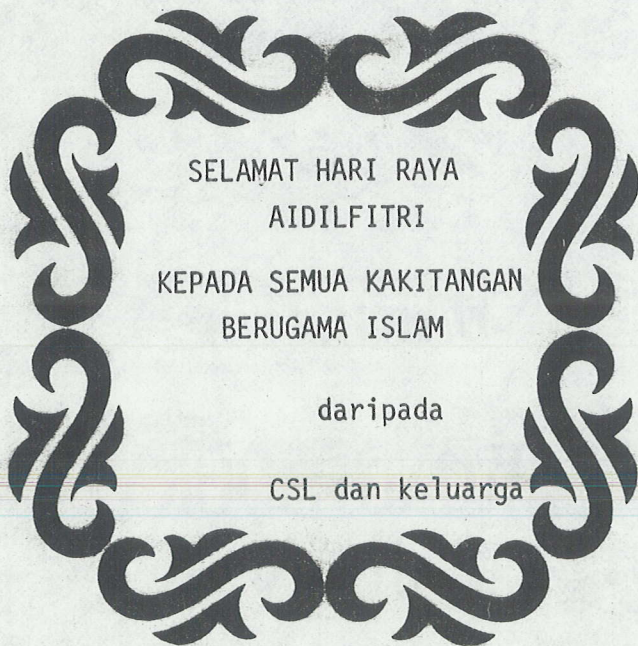 SELAMAT HARI RAYA
AIDILFITRI
KEPADA SEMUA KAKITANGAN
BERUGAMA ISLAM
daripada
CSL dan keluarga